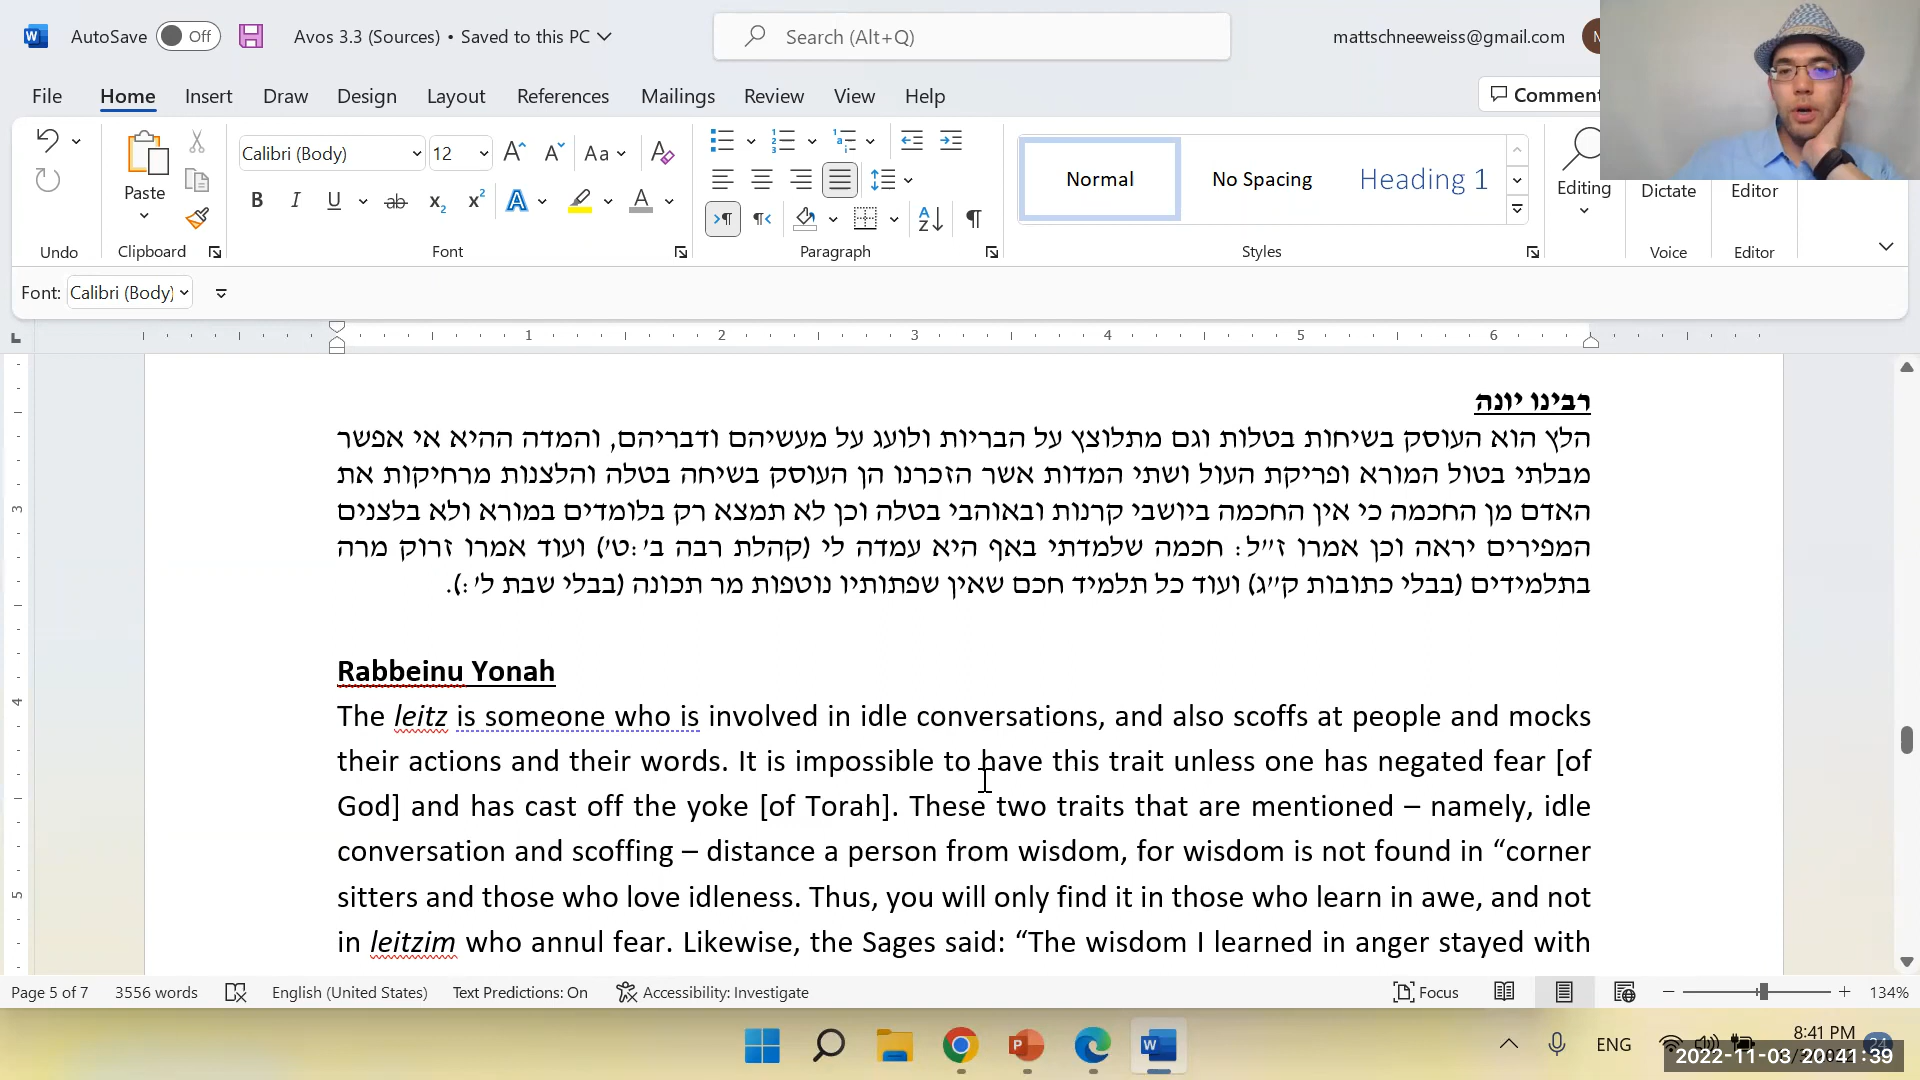 AutoSave Off Avos 3.3 (Sources) • Saved to this PC Search (Alt+Q) mattschneeweiss@gmail.com
File Home Insert Draw Design Layout References Mailings Review View Help
Calibri (Body) 12 Aa Normal No Spacing Heading 1
Paste Editing Dictate Editor
Undo Clipboard Font Paragraph Styles Voice Editor
Font: Calibri (Body)
1 2 3 4 5 6
רבינו יונה
הלץ הוא העוסק בשיחות בטלות וגם מתלוצץ על הבריות ולועג על מעשיהם ודבריהם, והמדה ההיא אי אפשר
מבלתי בטול המורא ופריקת העול ושתי המדות אשר הזכרנו הן העוסק בשיחה בטלה והלצנות מרחיקות את
האדם מן החכמה כי אין החכמה ביושבי קרנות ובאוהבי בטלה וכן לא תמצא רק בלומדים במורא ולא בלצנים
המפירים יראה וכן אמרו ז״ל: חכמה שלמדתי באף היא עמדה לי (קהלת רבה ב׳:ט׳) ועוד אמרו זרוק מרה
בתלמידים (בבלי כתובות ק״ג) ועוד כל תלמיד חכם שאין שפתותיו נוטפות מר תכונה (בבלי שבת ל׳:).
Rabbeinu Yonah
The leitz is someone who is involved in idle conversations, and also scoffs at people and mocks
their actions and their words. It is impossible to have this trait unless one has negated fear [of
God] and has cast off the yoke [of Torah]. These two traits that are mentioned – namely, idle
conversation and scoffing – distance a person from wisdom, for wisdom is not found in “corner
sitters and those who love idleness. Thus, you will only find it in those who learn in awe, and not
in leitzim who annul fear. Likewise, the Sages said: “The wisdom I learned in anger stayed with
3
4
5
Page 5 of 7 3556 words English (United States) Text Predictions: On Accessibility: Investigate Focus 134%
ENG 8:41 PM
2022-11-03 20:41:39